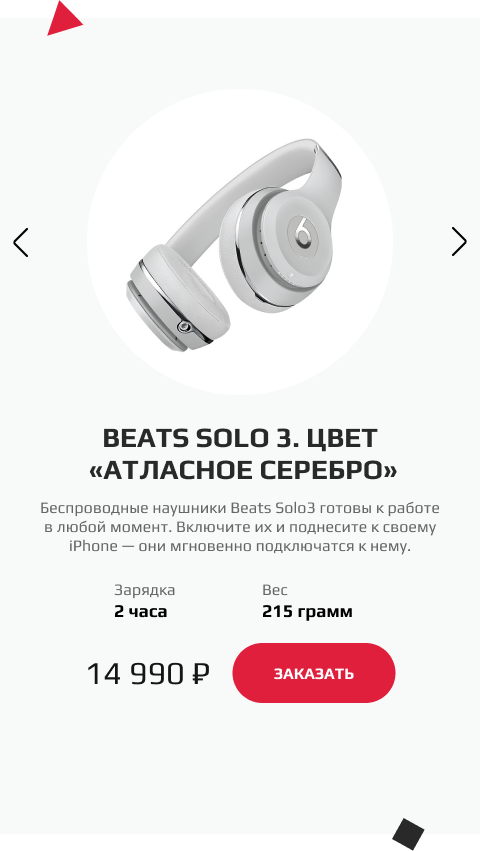 BEATS SOLO 3. ЦВЕТ
«АТЛАСНОЕ СЕРЕБРО»
Беспроводные наушники Beats Solo3 готовы к работе
в любой момент. Включите их и поднесите к своему
iPhone — они мгновенно подключатся к нему.
Зарядка
2 часа
Вес
215 грамм
14 990 ₽
ЗАКАЗАТЬ